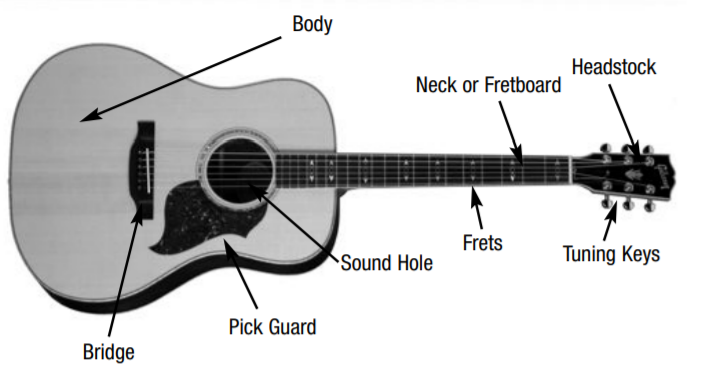 Body
Headstock
Neck or Fretboard
Frets
Tuning Keys
Sound Hole
Pick Guard
Bridge